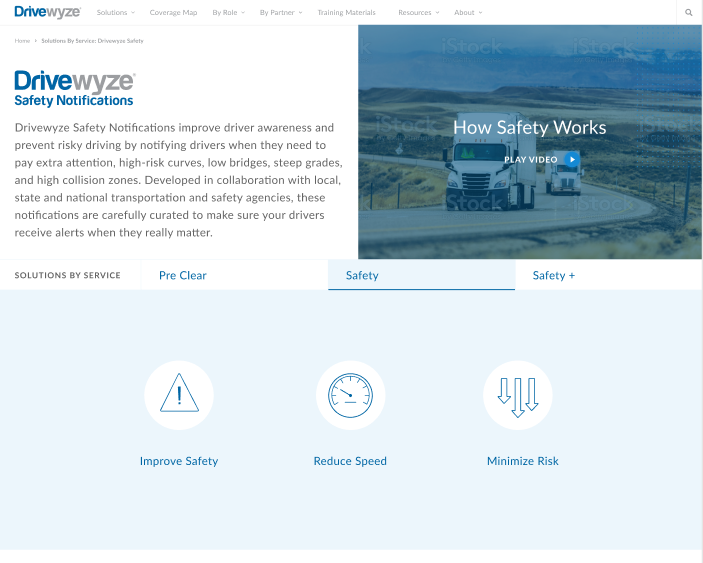 Drivewyze
Solutions
Coverage Map
By Role
By Partner
Training Materials
Resources
About
Home > Solutions By Service: Drivewyze Safety
Drivewyze
Safety Notifications
Drivewyze Safety Notifications improve driver awareness and
prevent risky driving by notifying drivers when they need to
pay extra attention, high-risk curves, low bridges, steep grades,
and high collision zones. Developed in collaboration with local,
state and national transportation and safety agencies, these
notifications are carefully curated to make sure your drivers
receive alerts when they really matter.
iStock
How Safety Works
PLAY VIDEO
iStock
iStock
SOLUTIONS BY SERVICE
Pre Clear
Safety
Safety +
Improve Safety
Reduce Speed
Minimize Risk